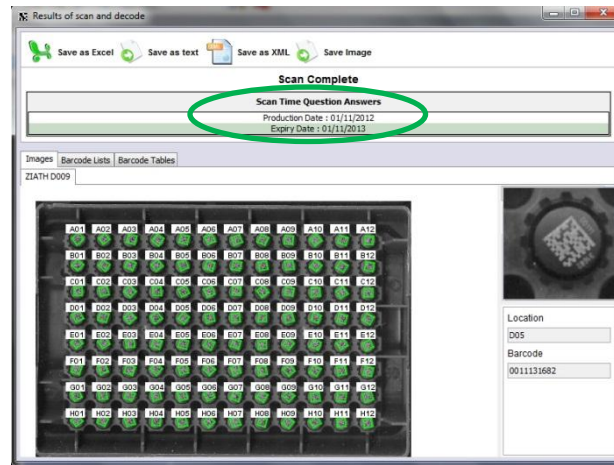 Results of scan and decode
Save as Excel Save as text Save as XML Save Image
Scan Complete
Scan Time Question Answers
Production Date : 01/11/2012
Expiry Date : 01/11/2013
Images Barcode Lists Barcode Tables
ZIATH D009
A01 A02 A03 A04 A05 A06 A07 A08 A09 A10 A11 A12
B01 B02 B03 B04 B05 B06 B07 B08 B09 B10 B11 B12
C01 C02 C03 C04 C05 C06 C07 C08 C09 C10 C11 C12
D01 D02 D03 D04 D05 D06 D07 D08 D09 D10 D11 D12
E01 E02 E03 E04 E05 E06 E07 E08 E09 E10 E11 E12
F01 F02 F03 F04 F05 F06 F07 F08 F09 F10 F11 F12
G01 G02 G03 G04 G05 G06 G07 G08 G09 G10 G11 G12
H01 H02 H03 H04 H05 H06 H07 H08 H09 H10 H11 H12
Location
D05
Barcode
0011131682